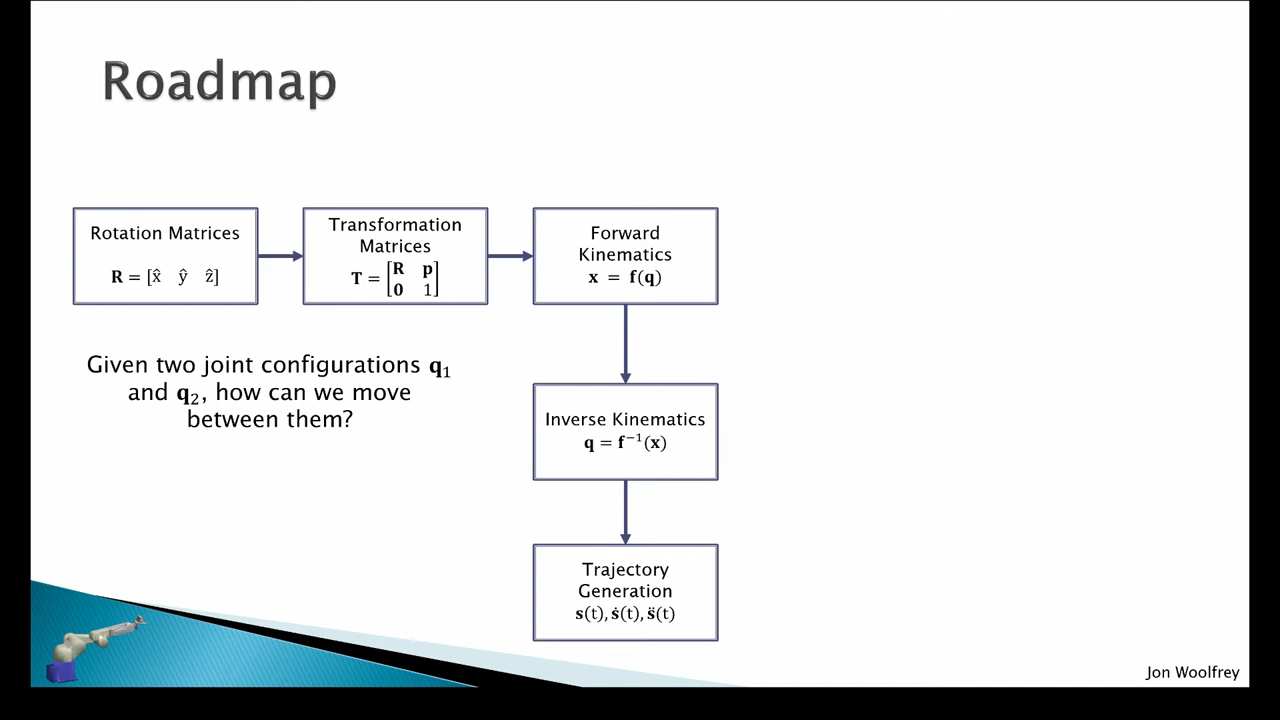 Roadmap
Rotation Matrices
R = [x̂ ŷ ẑ]
Transformation
Matrices
T = [R p
0 1]
Forward
Kinematics
x = f(q)
Given two joint configurations q₁
and q₂, how can we move
between them?
Inverse Kinematics
q = f⁻¹(x)
Trajectory
Generation
s(t), ṡ(t), s̈(t)
Jon Woolfrey